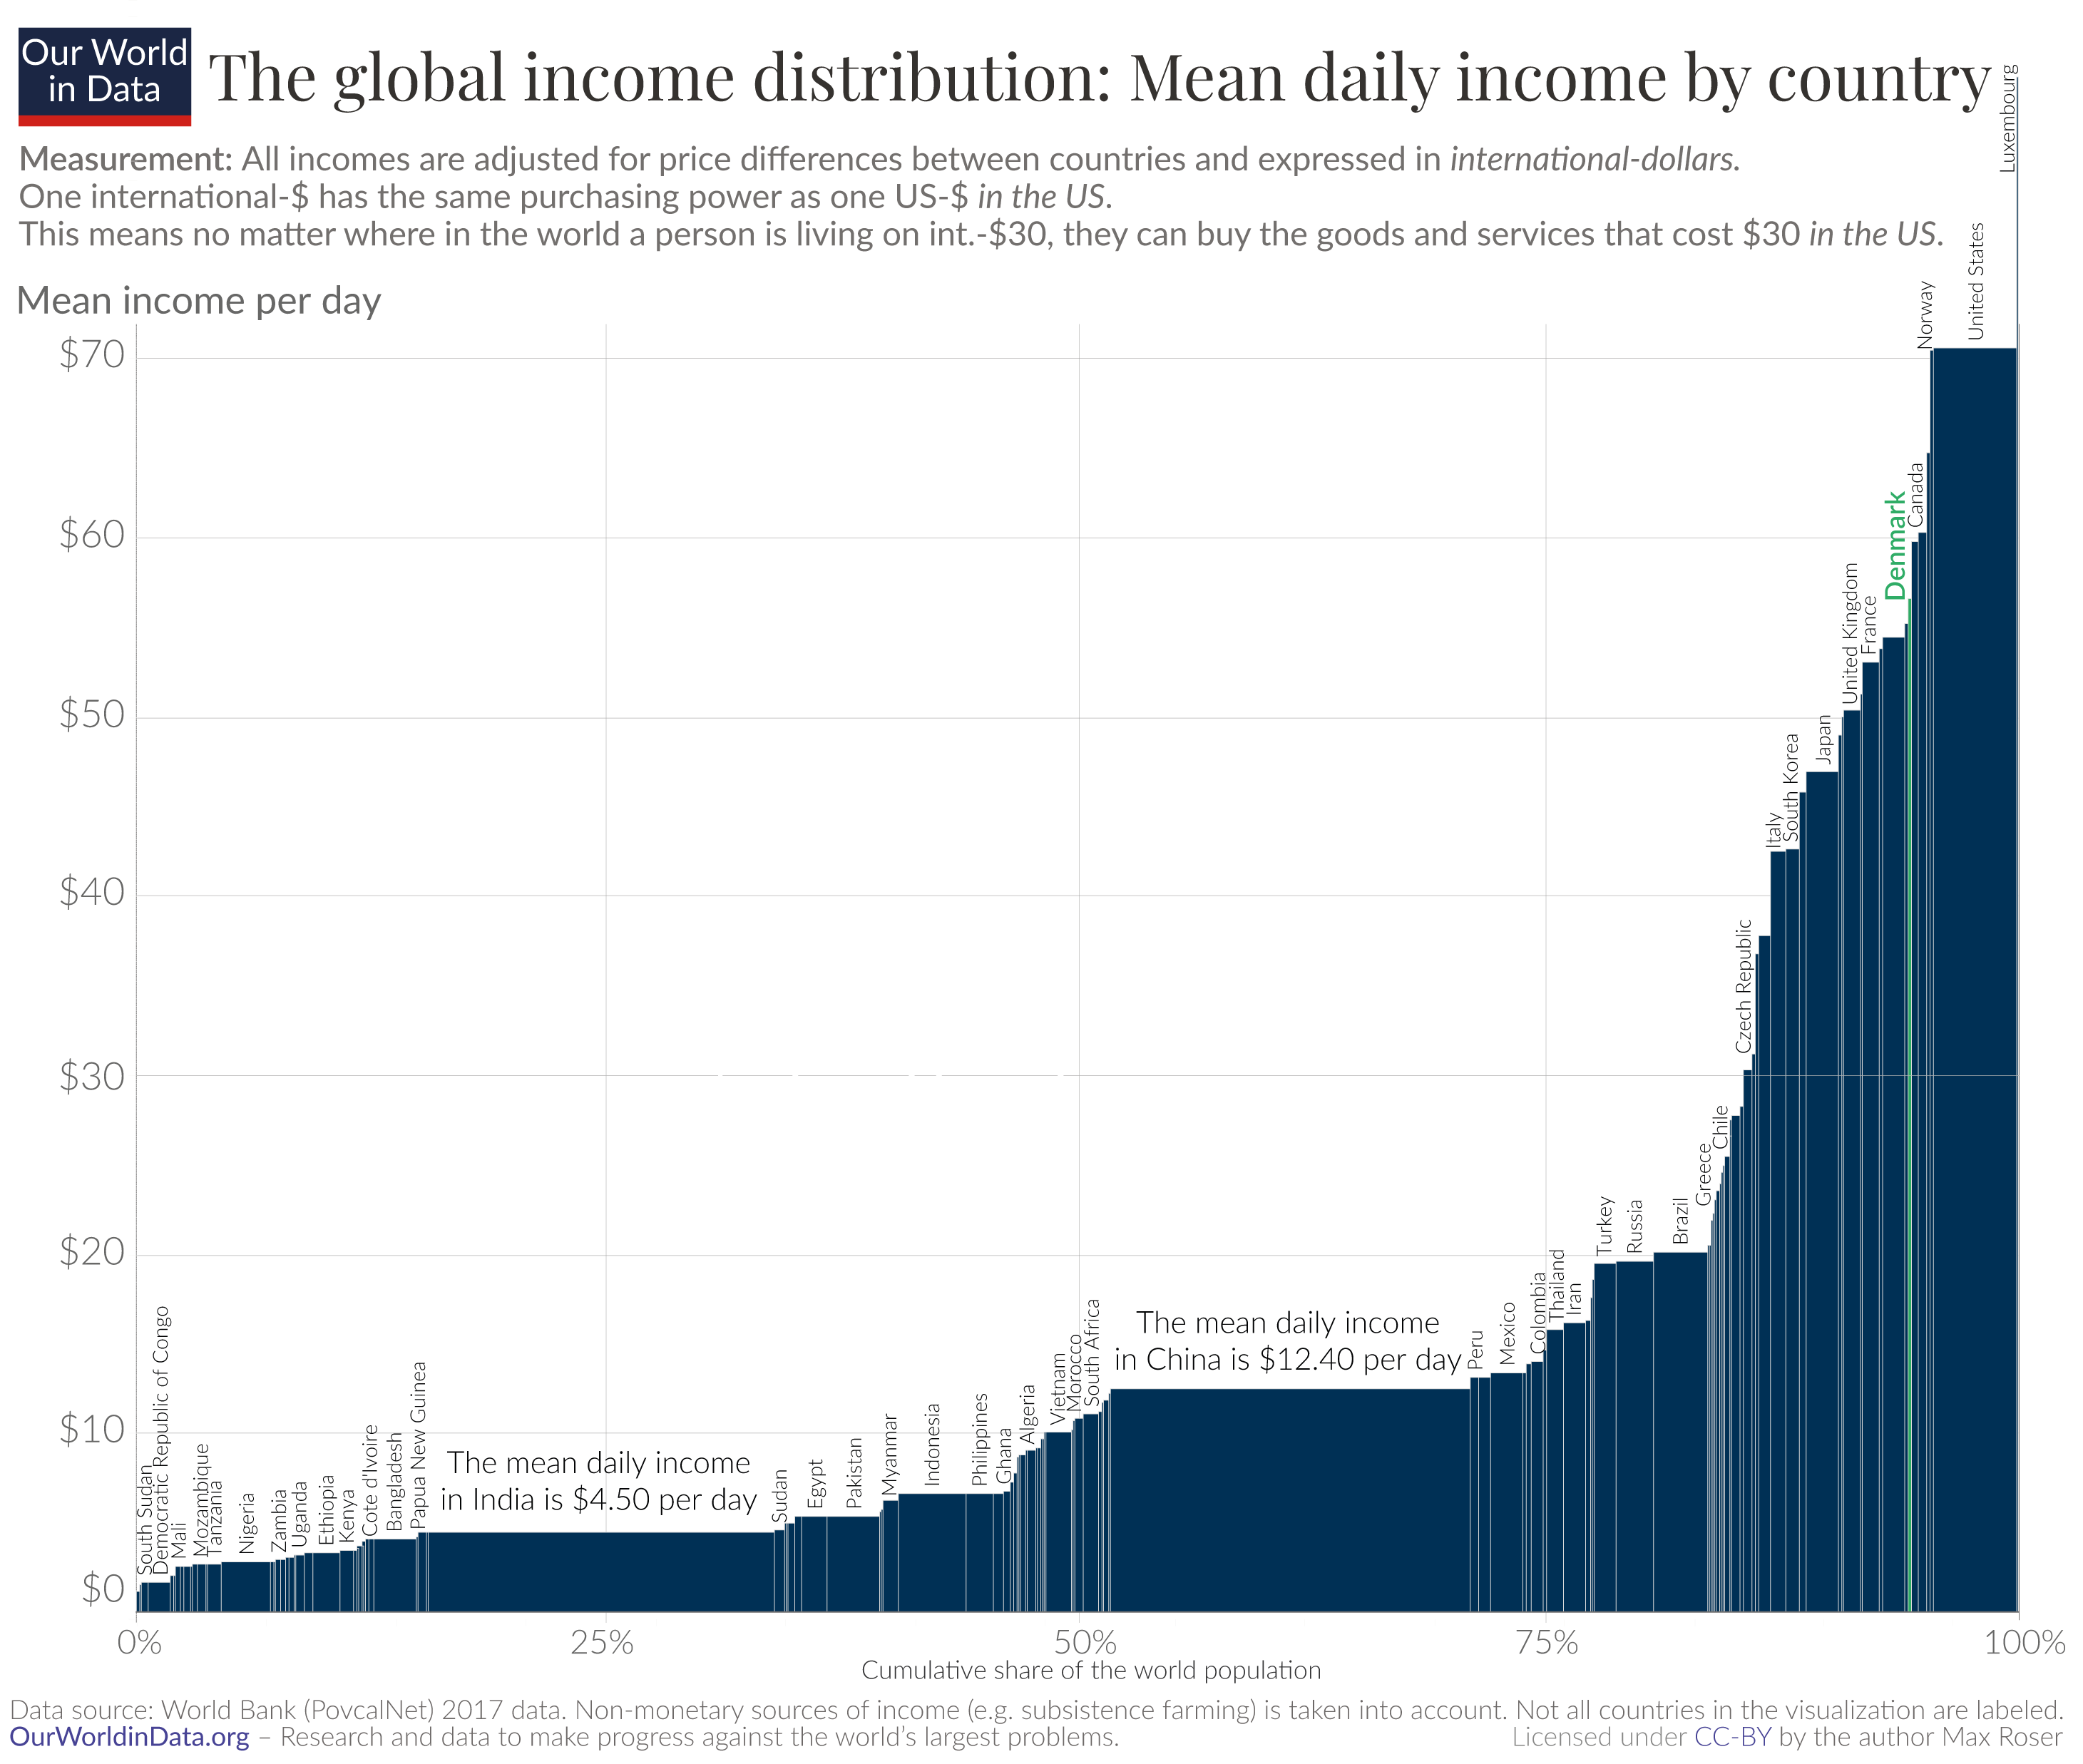 Our World
in Data
The global income distribution: Mean daily income by country
Measurement: All incomes are adjusted for price differences between countries and expressed in international-dollars.
One international-$ has the same purchasing power as one US-$ in the US.
This means no matter where in the world a person is living on int.-$30, they can buy the goods and services that cost $30 in the US.
Mean income per day
$70
$60
$50
$40
$30
$20
$10
$0
South Sudan
Democratic Republic of Congo
Mali
Mozambique
Tanzania
Nigeria
Zambia
Uganda
Ethiopia
Kenya
Cote d'Ivoire
Bangladesh
Papua New Guinea
The mean daily income
in India is $4.50 per day
Sudan
Egypt
Pakistan
Myanmar
Indonesia
Philippines
Ghana
Algeria
Vietnam
Morocco
South Africa
The mean daily income
in China is $12.40 per day
Peru
Mexico
Colombia
Thailand
Iran
Turkey
Russia
Brazil
Greece
Chile
Czech Republic
Italy
South Korea
Japan
United Kingdom
France
Denmark
Canada
Norway
United States
Luxembourg
0%
25%
50%
75%
100%
Cumulative share of the world population
Data source: World Bank (PovcalNet) 2017 data. Non-monetary sources of income (e.g. subsistence farming) is taken into account. Not all countries in the visualization are labeled.
OurWorldinData.org – Research and data to make progress against the world's largest problems.
Licensed under CC-BY by the author Max Roser